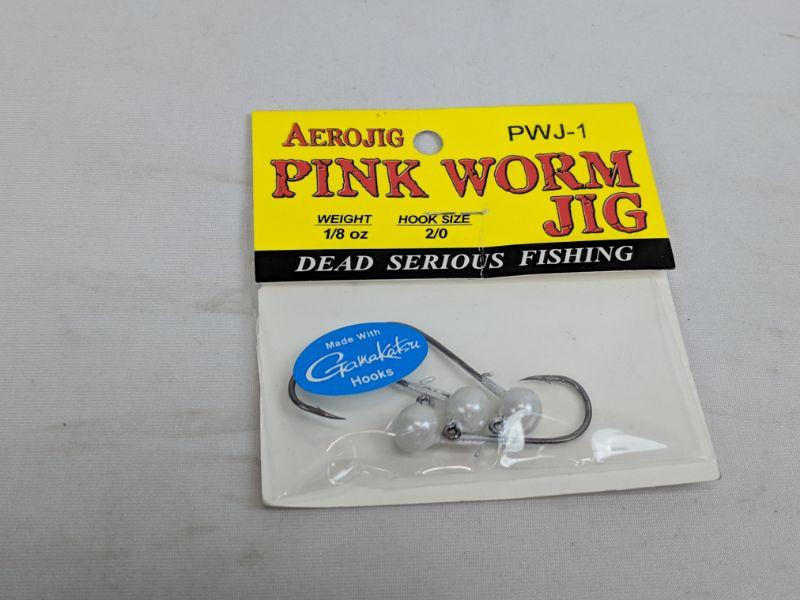 AEROJIG
PWJ-1
PINK WORM
JIG
WEIGHT HOOK SIZE
1/8 oz 2/0
DEAD SERIOUS FISHING
Made With
Gamakatsu
Hooks